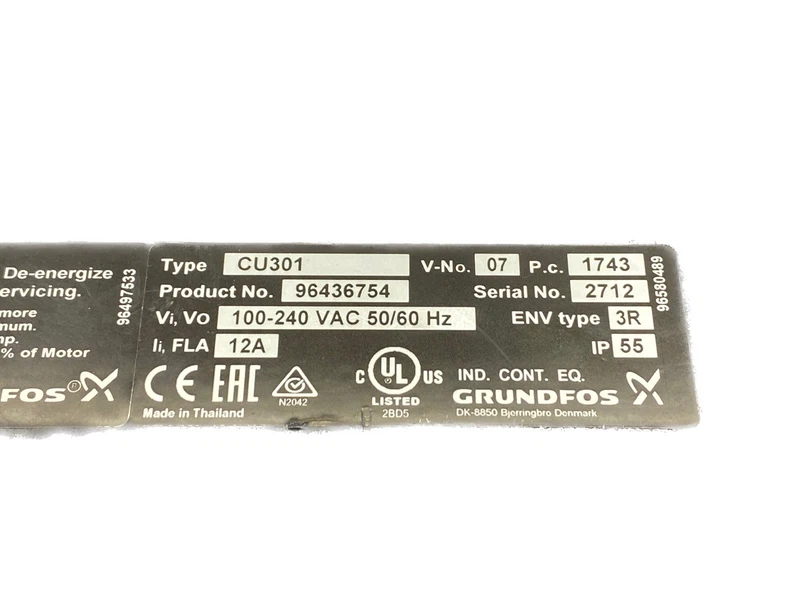 De-energize
ervicing.
more
mum.
mp.
% of Motor
FOS®
96497533
Type CU301 V-No. 07 P.c. 1743
Product No. 96436754 Serial No. 2712
Vi, Vo 100-240 VAC 50/60 Hz ENV type 3R
Ii, FLA 12A IP 55
CE EAC N2042 c UL US LISTED 2BD5 IND. CONT. EQ.
GRUNDFOS
Made in Thailand DK-8850 Bjerringbro Denmark
96580489